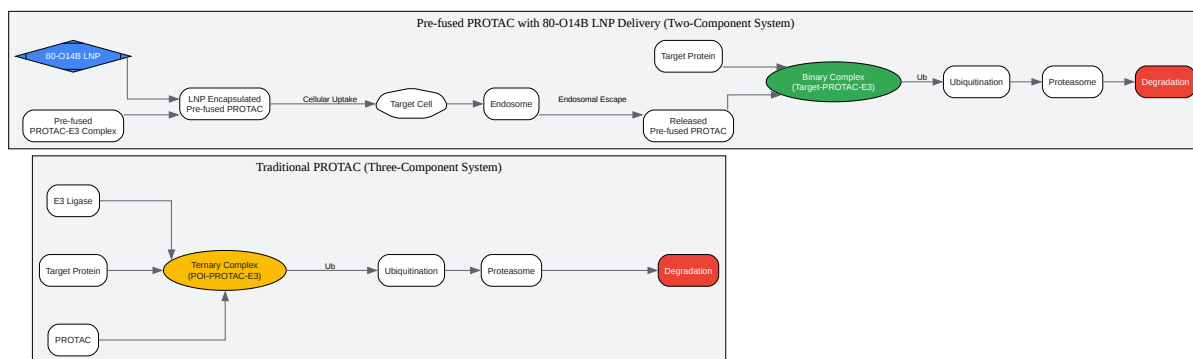 Pre-fused PROTAC with 80-O14B LNP Delivery (Two-Component System)
80-O14B LNP
Pre-fused
PROTAC-E3 Complex
LNP Encapsulated
Pre-fused PROTAC
Cellular Uptake
Target Cell
Endosome
Endosomal Escape
Target Protein
Released
Pre-fused PROTAC
Binary Complex
(Target-PROTAC-E3)
Ub
Ubiquitination
Proteasome
Degradation
Traditional PROTAC (Three-Component System)
E3 Ligase
Target Protein
PROTAC
Ternary Complex
(POI-PROTAC-E3)
Ub
Ubiquitination
Proteasome
Degradation